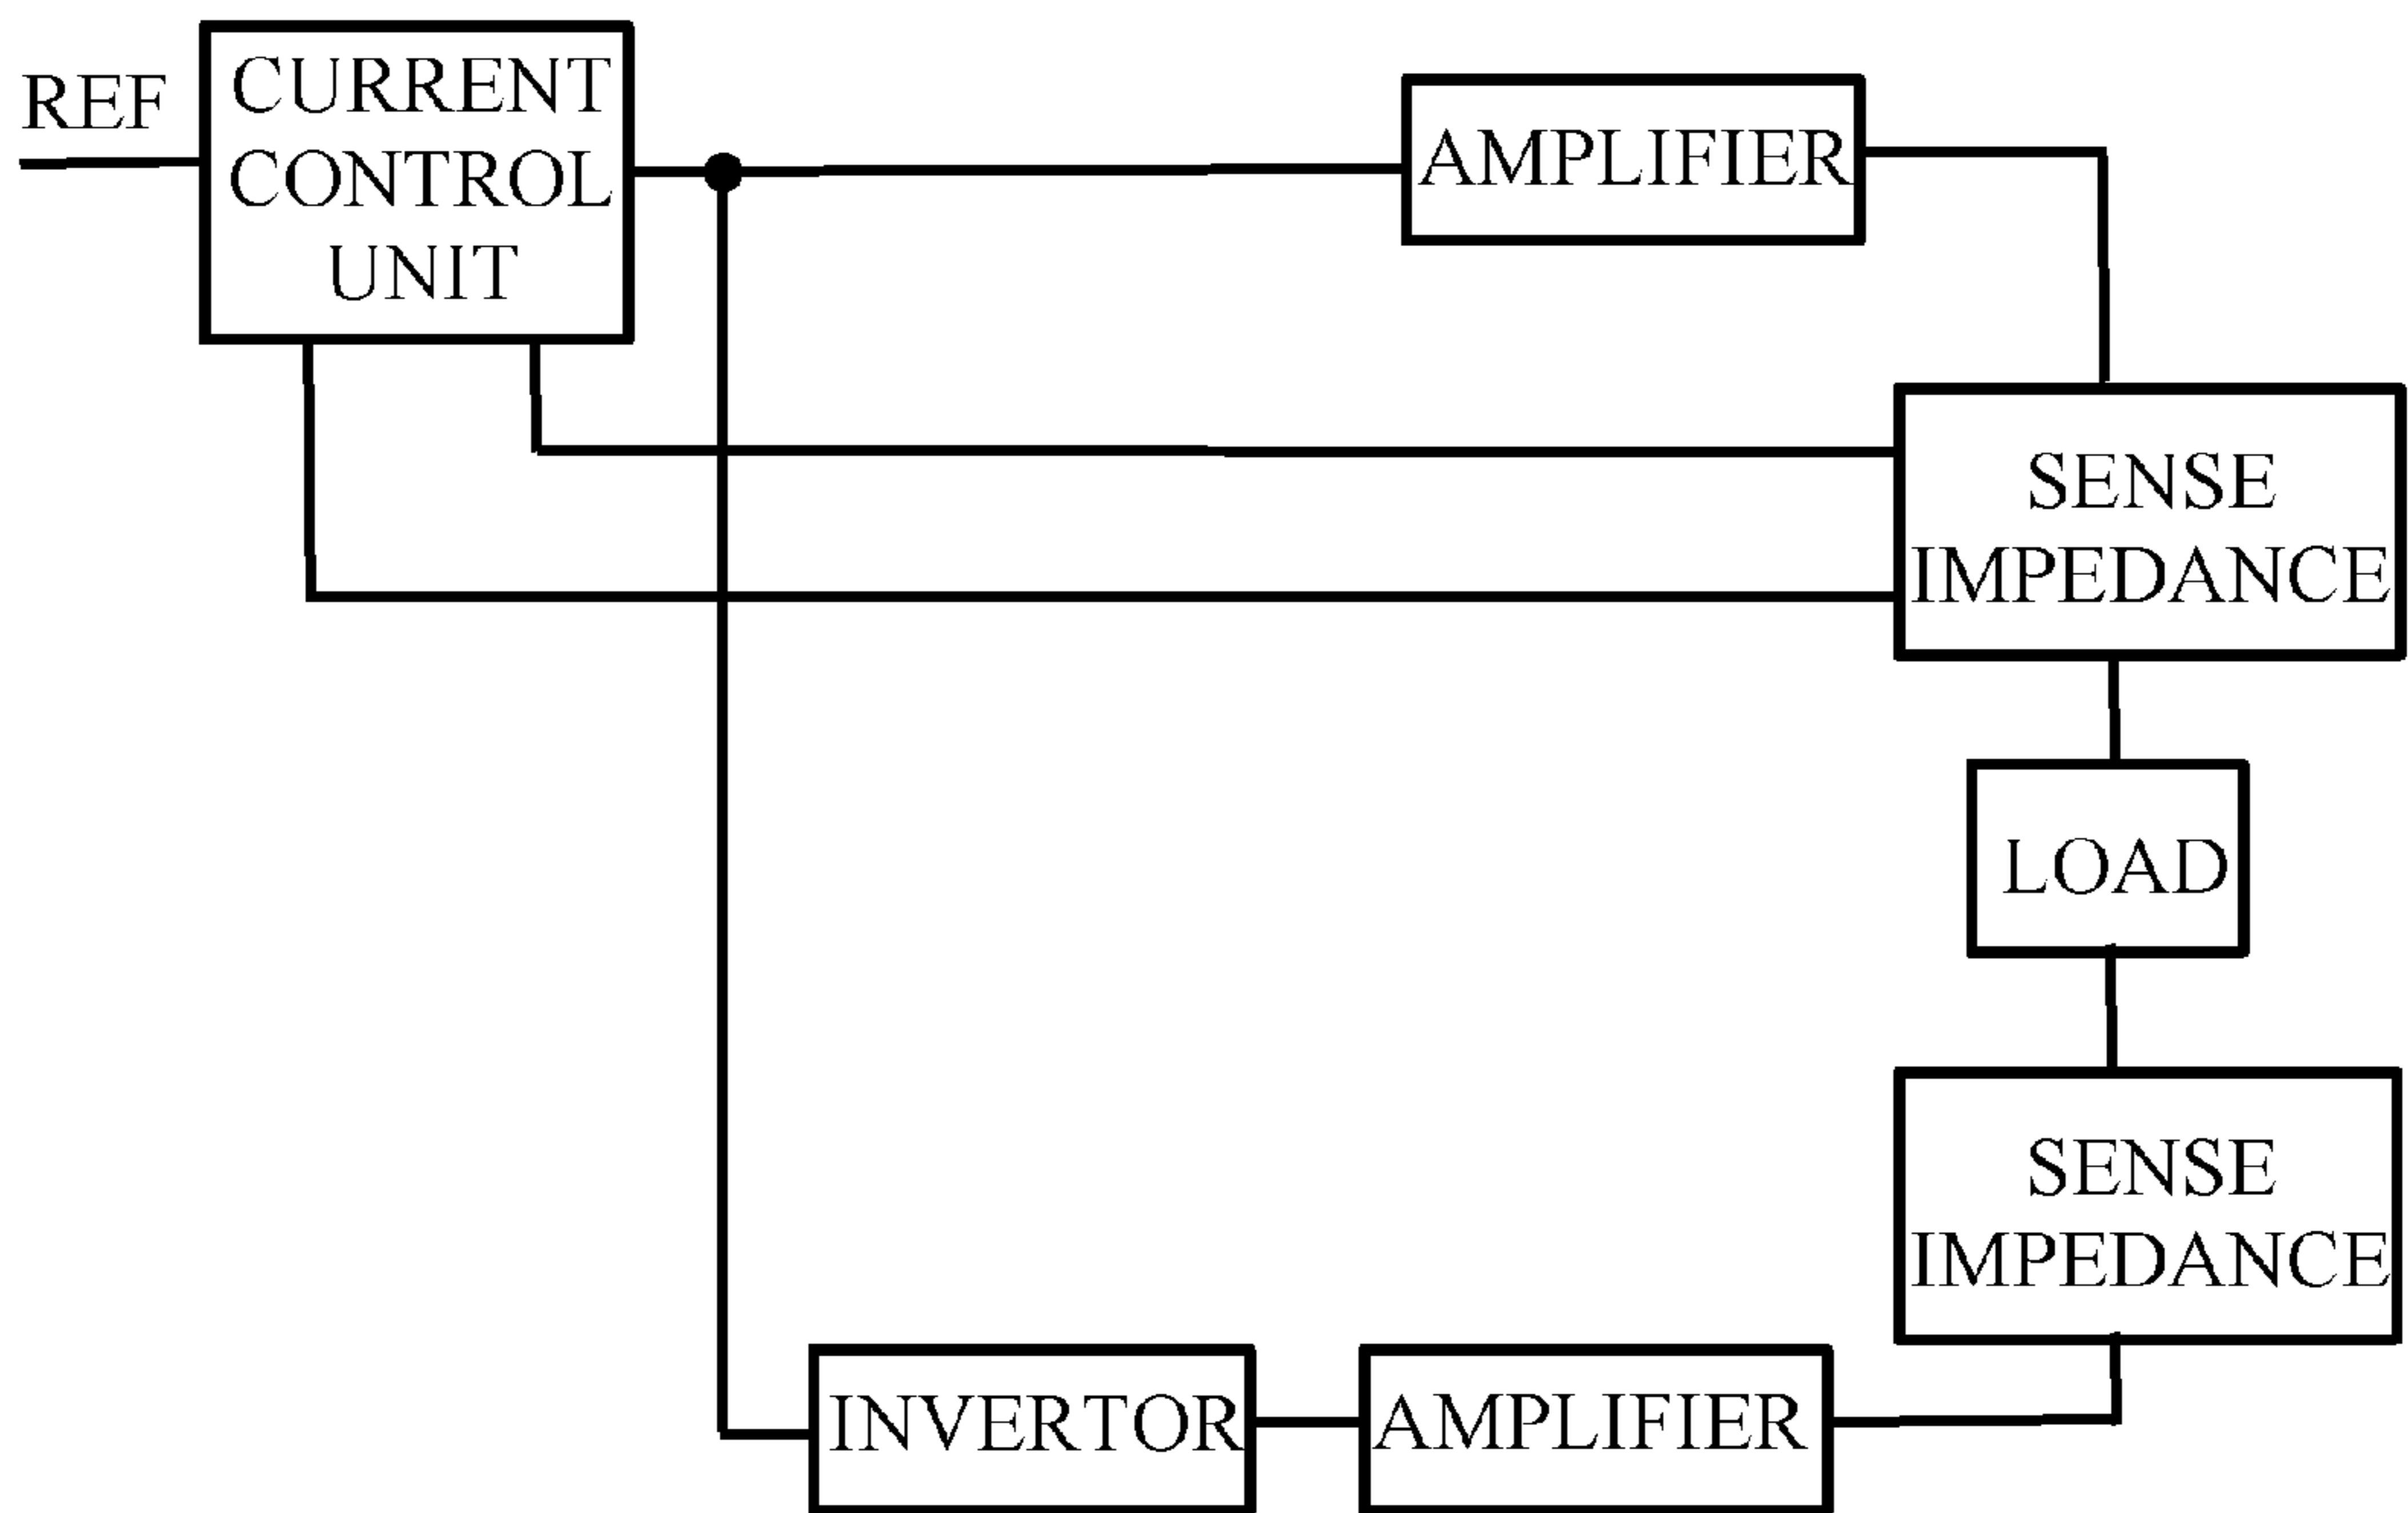 REF
CURRENT
CONTROL
UNIT
AMPLIFIER
SENSE
IMPEDANCE
LOAD
SENSE
IMPEDANCE
INVERTOR
AMPLIFIER